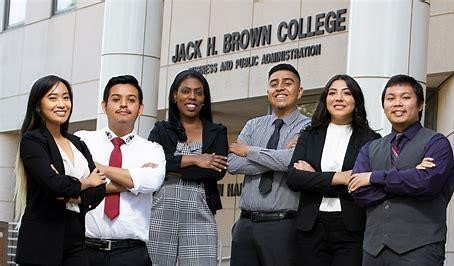 JACK H. BROWN COLLEGE
BUSINESS AND PUBLIC ADMINISTRATION